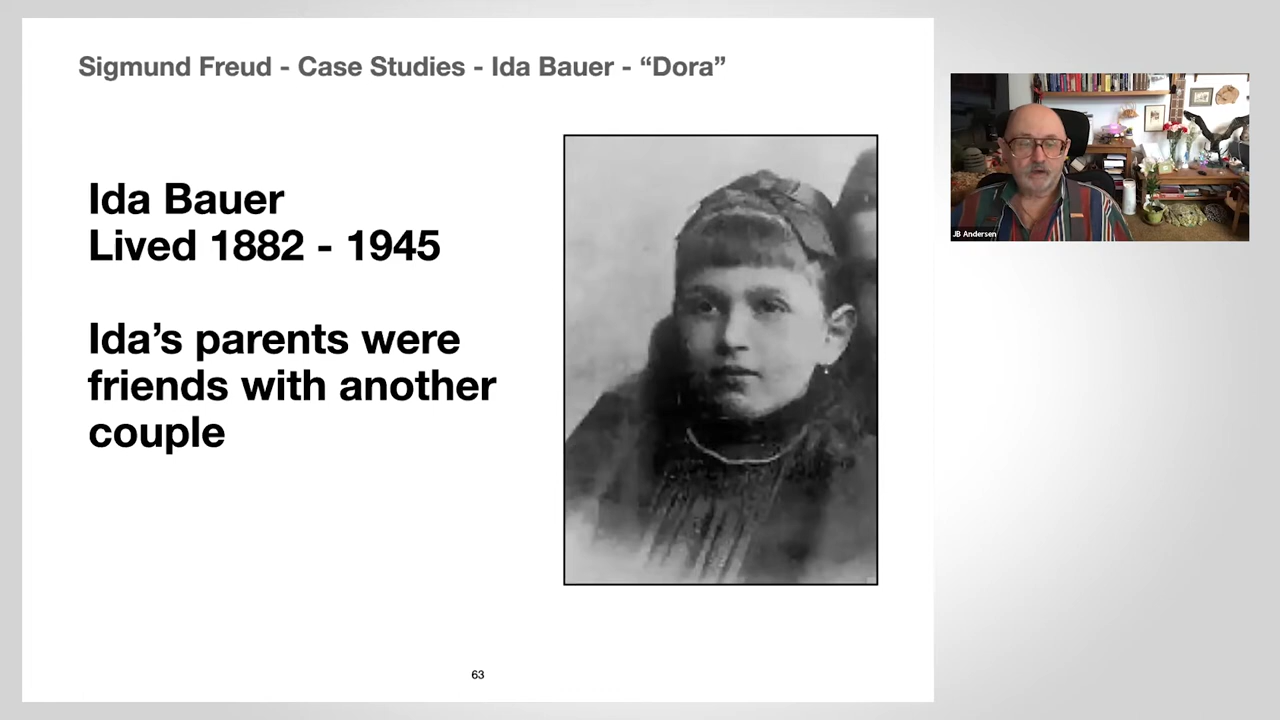 Sigmund Freud - Case Studies - Ida Bauer - “Dora”
Ida Bauer
Lived 1882 - 1945
Ida’s parents were
friends with another
couple
63
JB Andersen